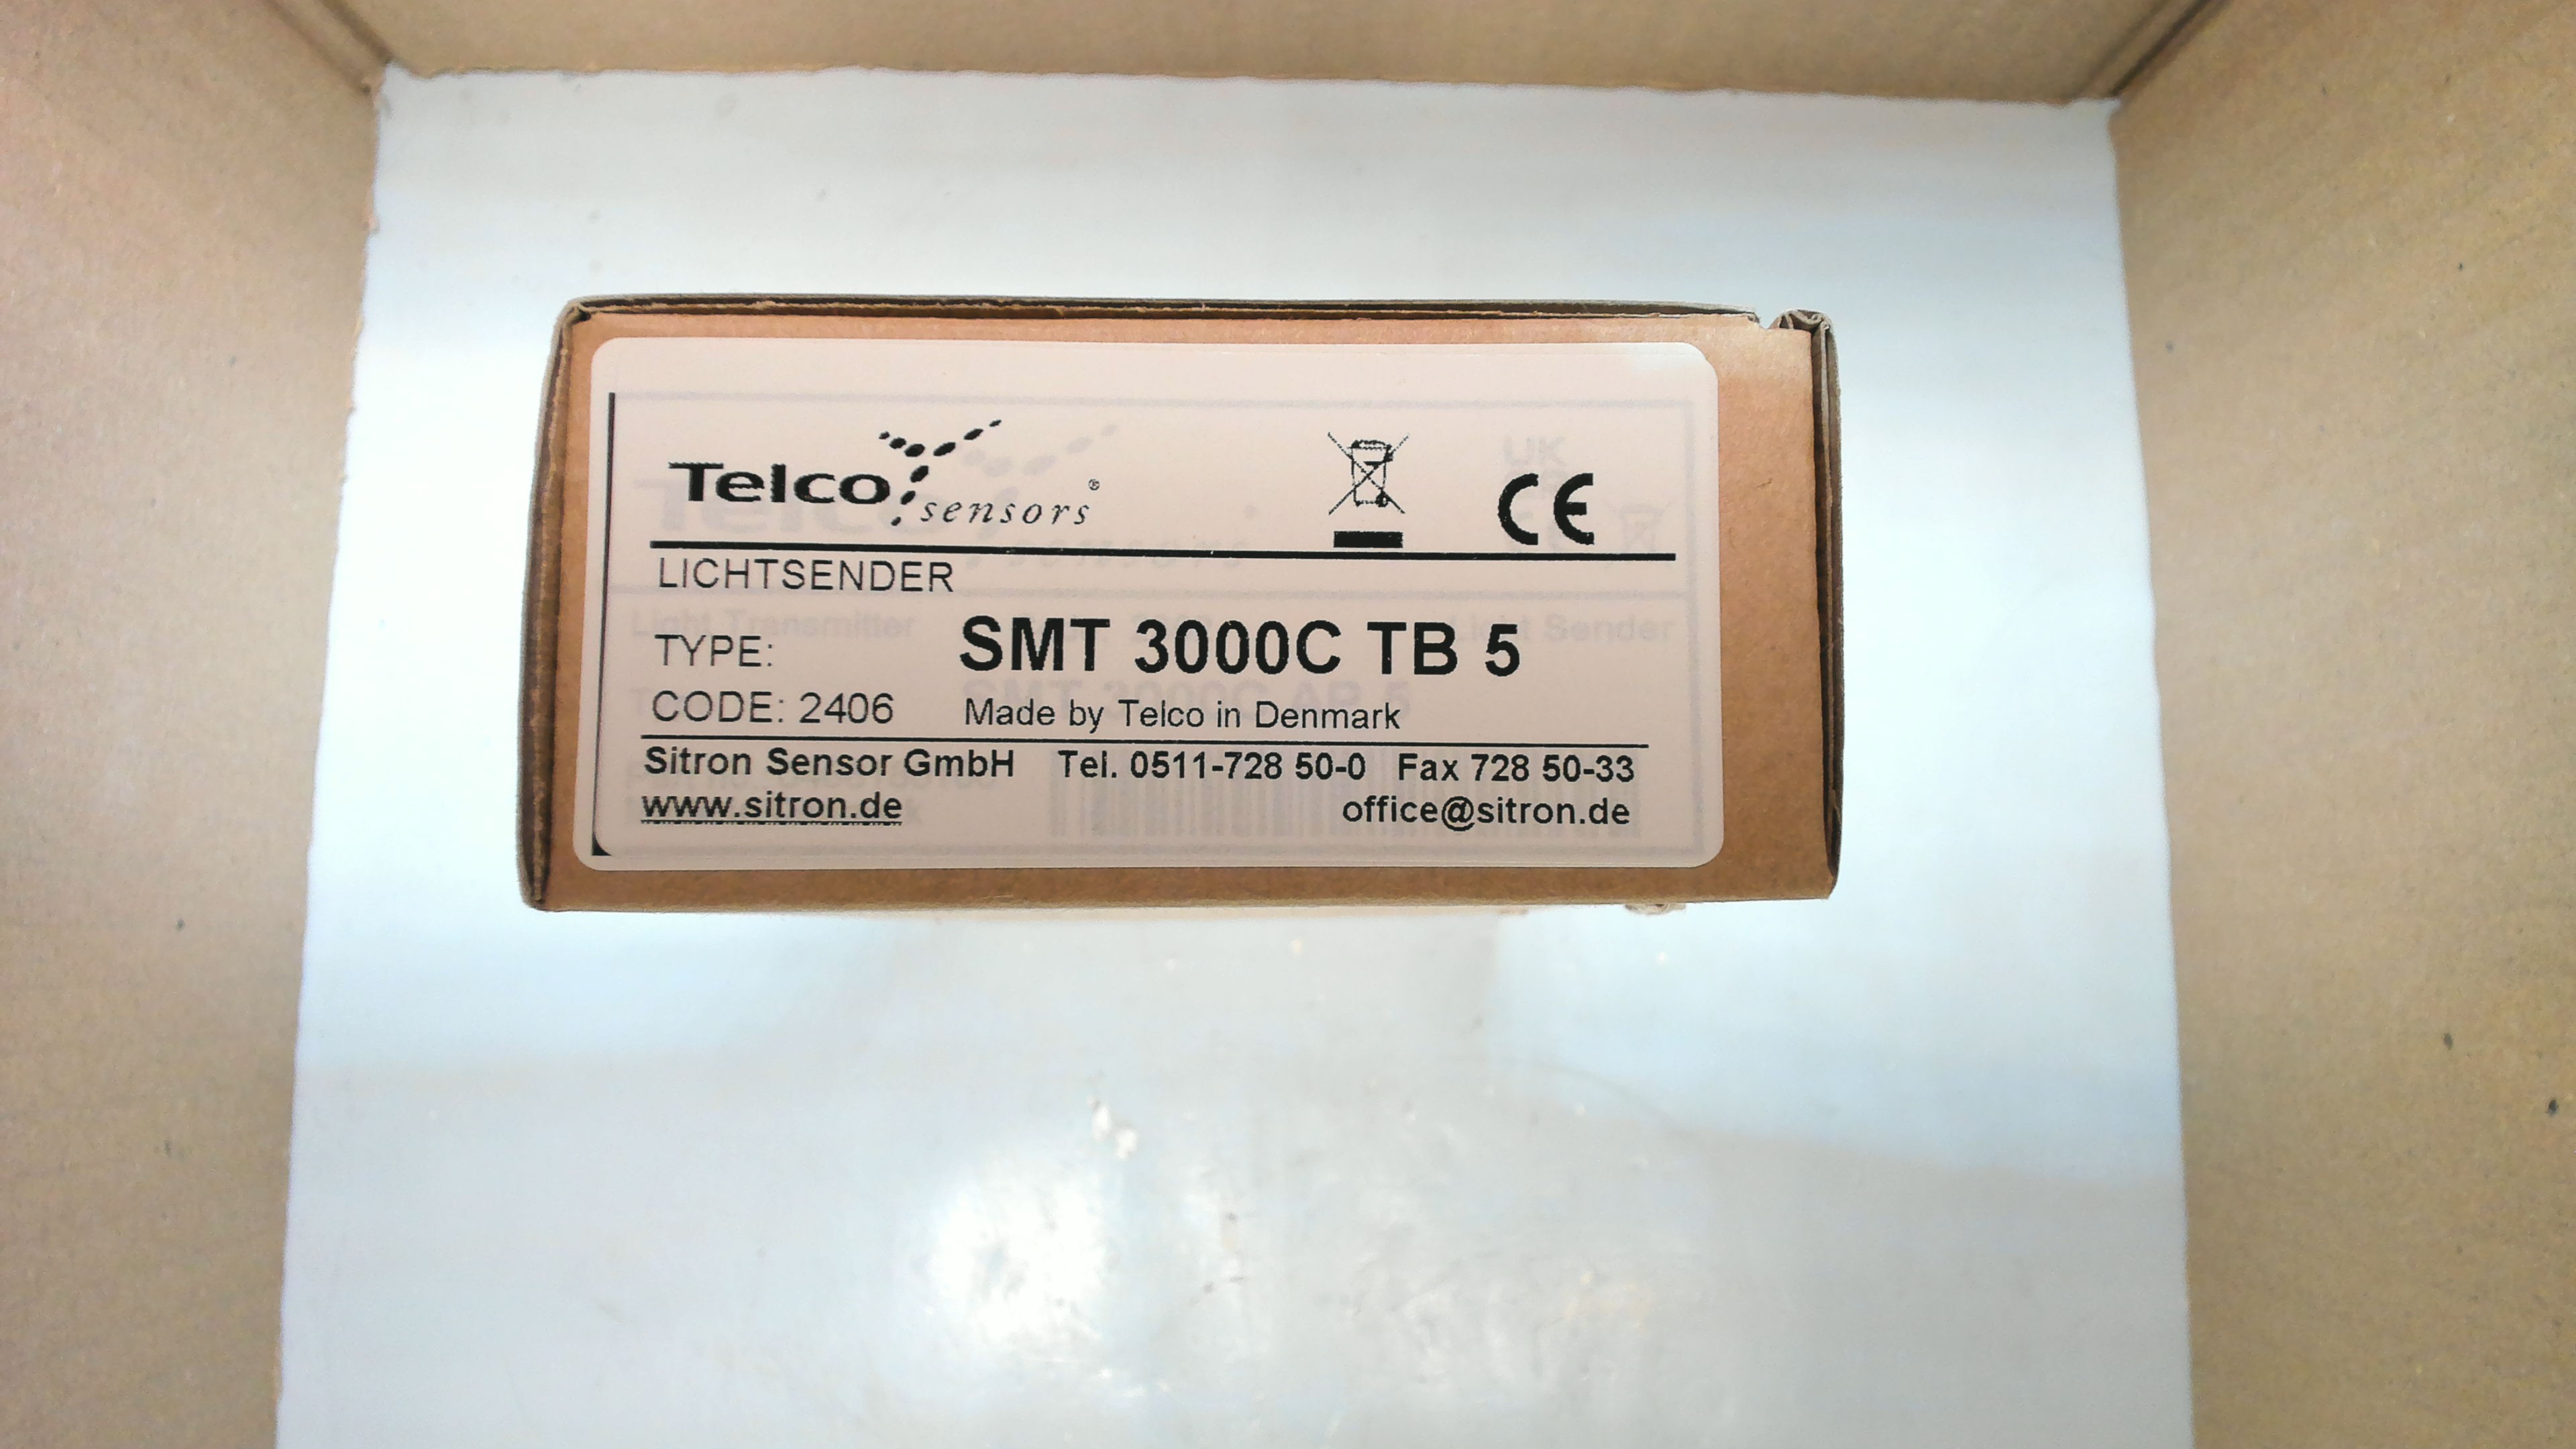 Telco sensors®
CE
LICHTSENDER
TYPE: SMT 3000C TB 5
CODE: 2406 Made by Telco in Denmark
Sitron Sensor GmbH Tel. 0511-728 50-0 Fax 728 50-33
www.sitron.de office@sitron.de